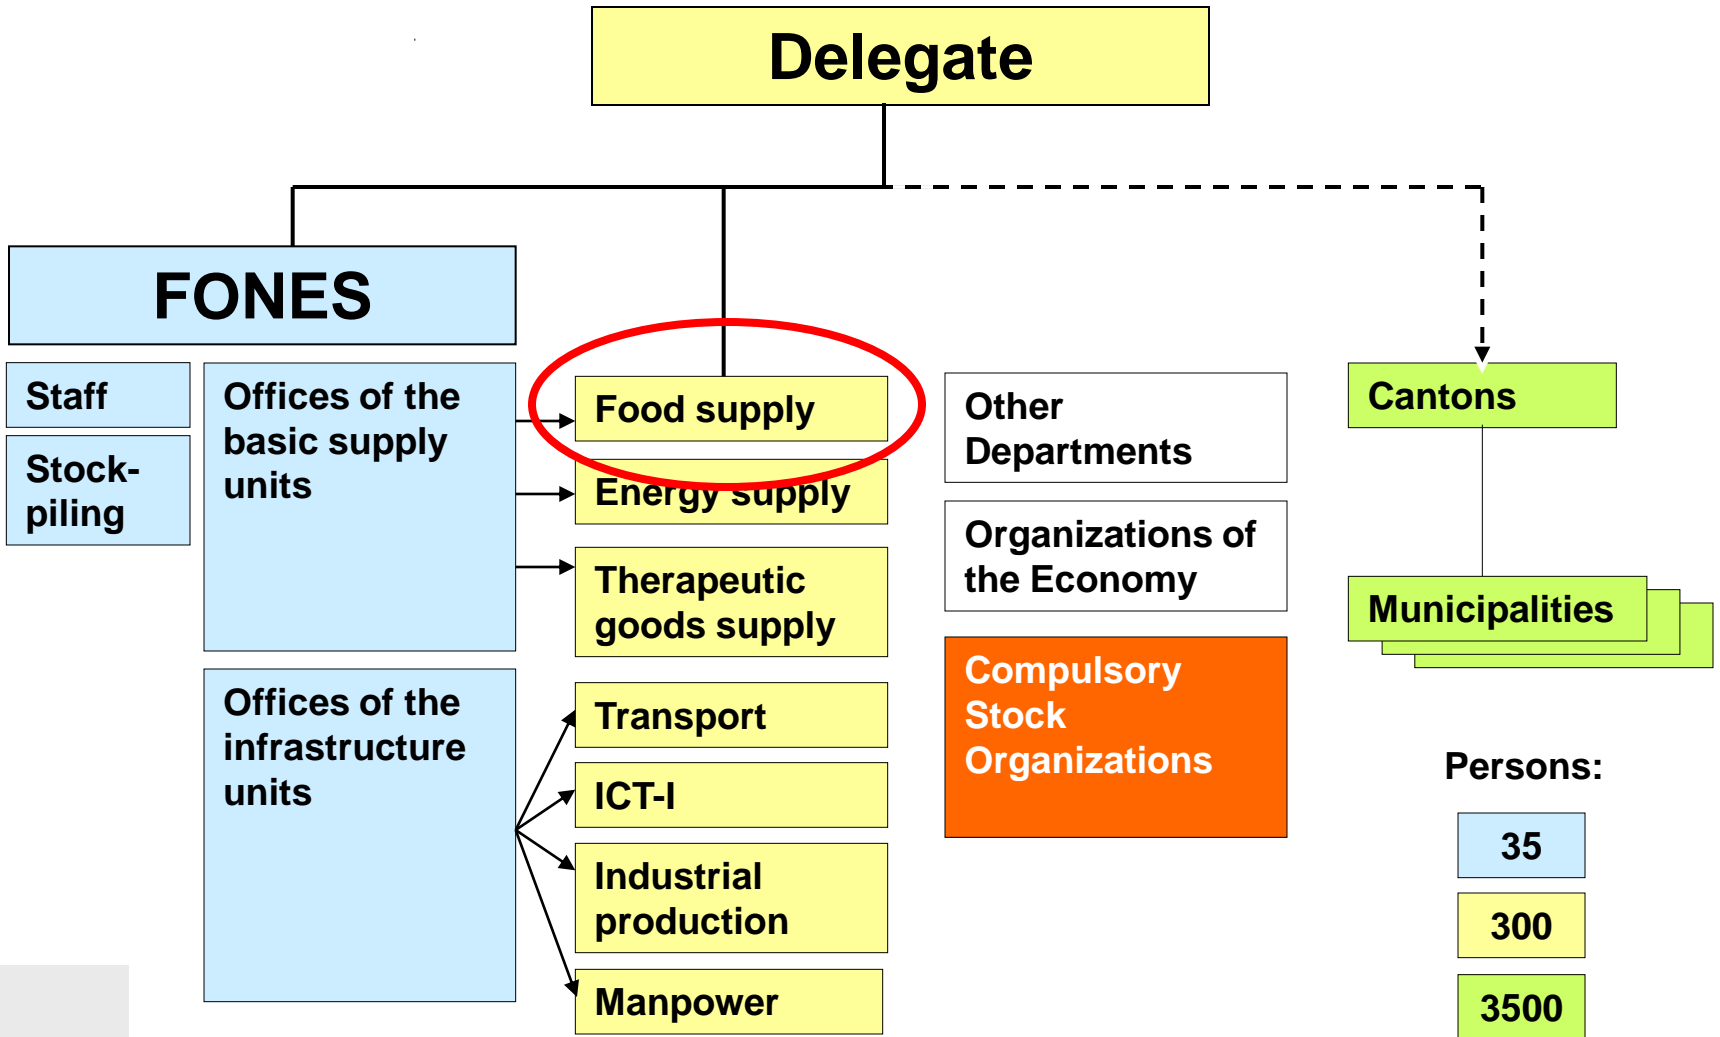 Delegate
FONES
Staff
Stock-
piling
Offices of the
basic supply
units
Offices of the
infrastructure
units
Food supply
Energy supply
Therapeutic
goods supply
Transport
ICT-I
Industrial
production
Manpower
Other
Departments
Organizations of
the Economy
Compulsory
Stock
Organizations
Cantons
Municipalities
Persons:
35
300
3500